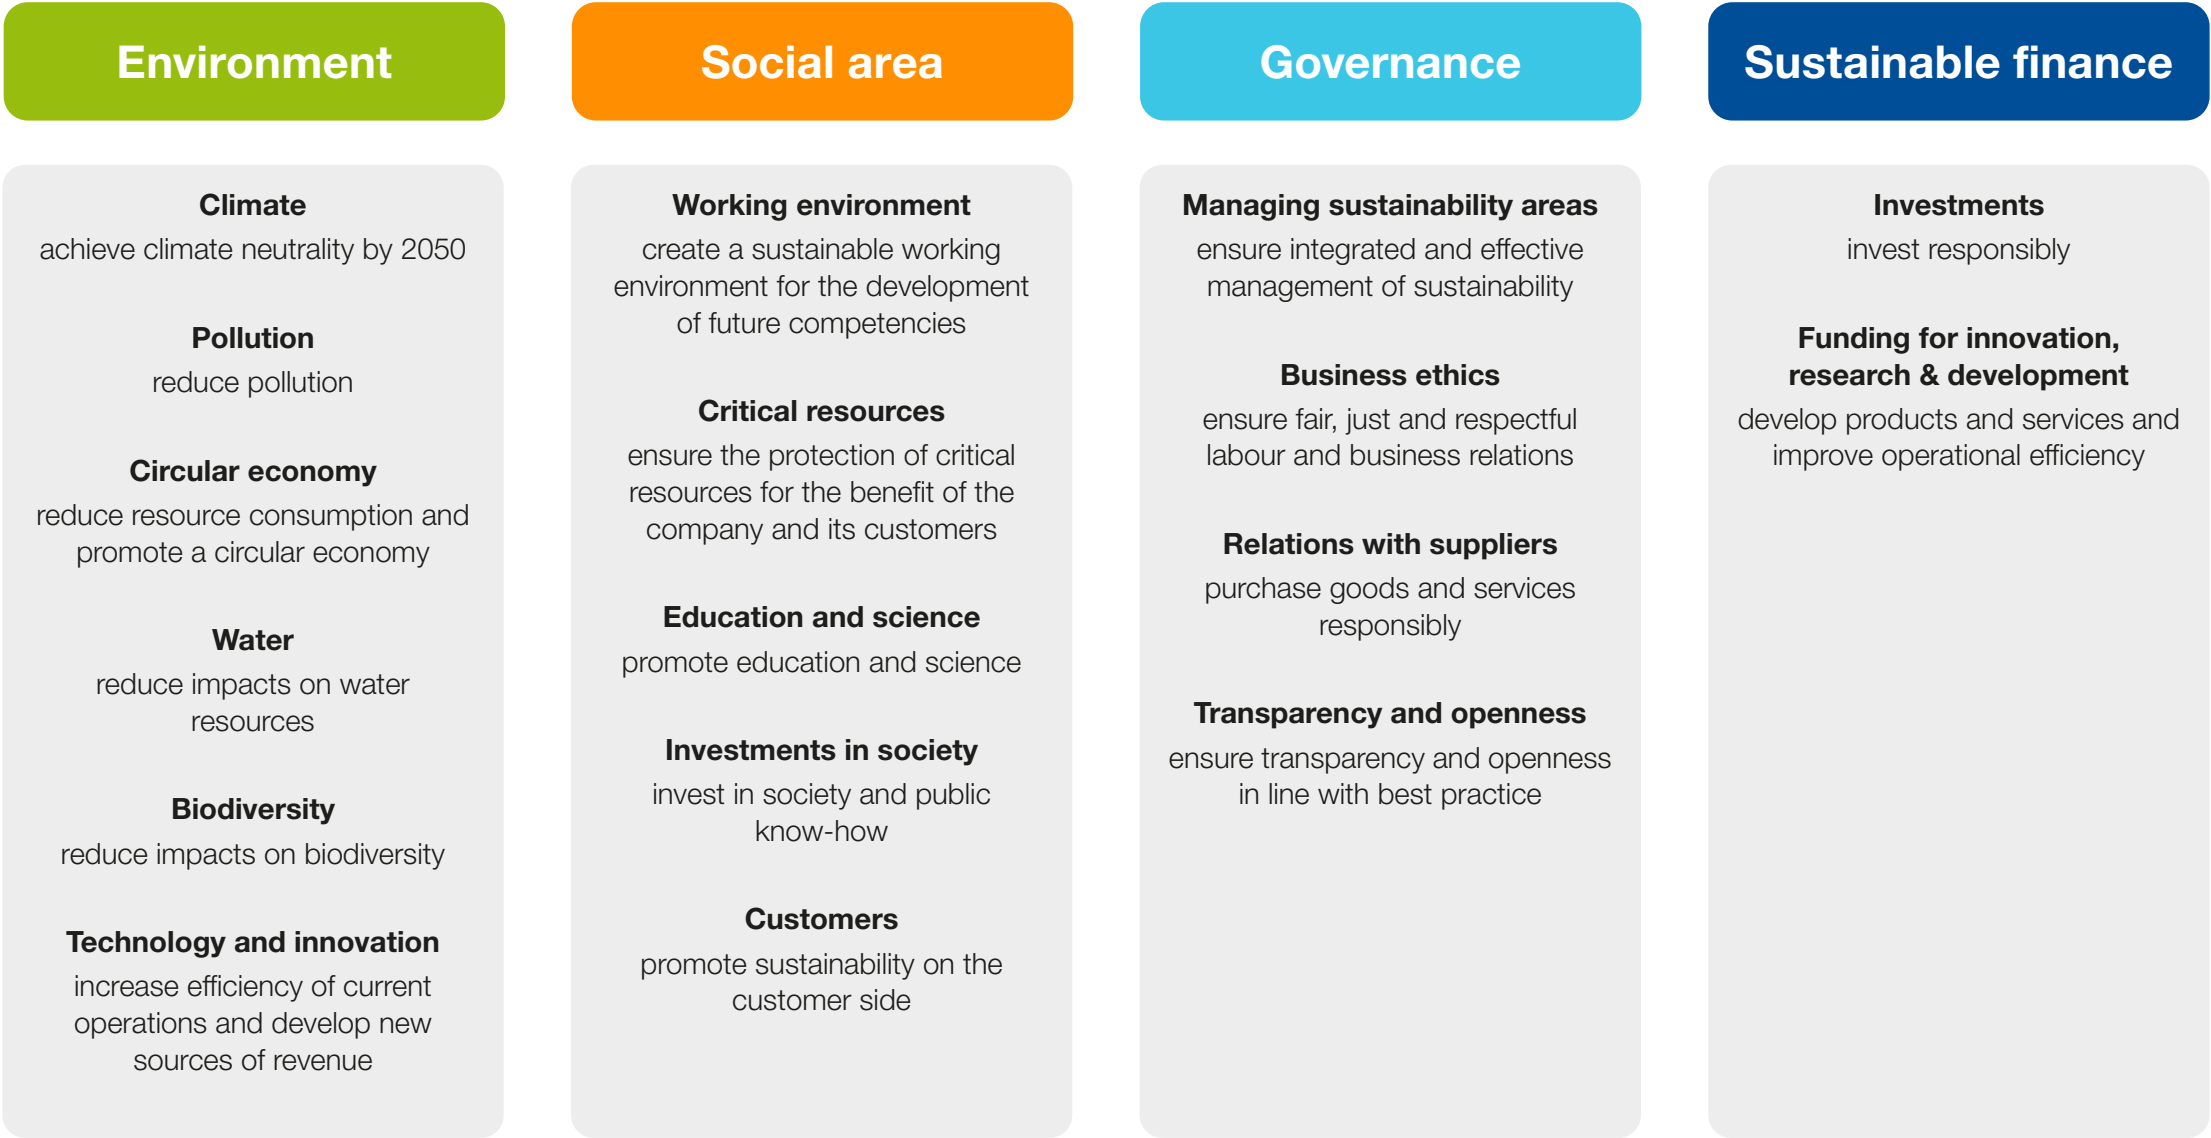 Environment
Climate
achieve climate neutrality by 2050
Pollution
reduce pollution
Circular economy
reduce resource consumption and
promote a circular economy
Water
reduce impacts on water
resources
Biodiversity
reduce impacts on biodiversity
Technology and innovation
increase efficiency of current
operations and develop new
sources of revenue
Social area
Working environment
create a sustainable working
environment for the development
of future competencies
Critical resources
ensure the protection of critical
resources for the benefit of the
company and its customers
Education and science
promote education and science
Investments in society
invest in society and public
know-how
Customers
promote sustainability on the
customer side
Governance
Managing sustainability areas
ensure integrated and effective
management of sustainability
Business ethics
ensure fair, just and respectful
labour and business relations
Relations with suppliers
purchase goods and services
responsibly
Transparency and openness
ensure transparency and openness
in line with best practice
Sustainable finance
Investments
invest responsibly
Funding for innovation,
research & development
develop products and services and
improve operational efficiency